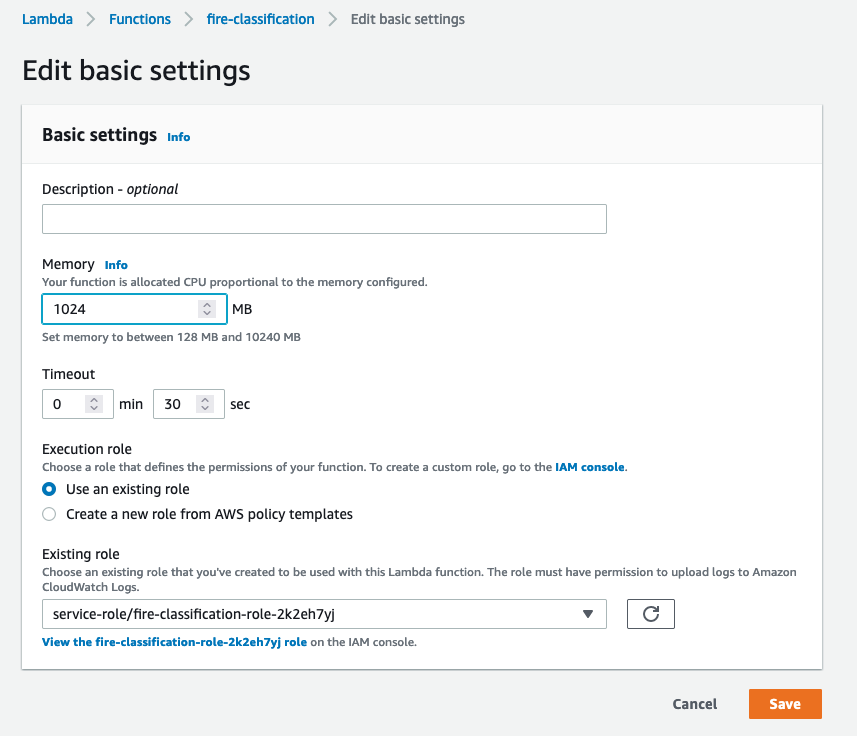 Lambda > Functions > fire-classification > Edit basic settings
Edit basic settings
Basic settings Info
Description - optional
Memory Info
Your function is allocated CPU proportional to the memory configured.
1024 MB
Set memory to between 128 MB and 10240 MB
Timeout
0 min 30 sec
Execution role
Choose a role that defines the permissions of your function. To create a custom role, go to the IAM console.
Use an existing role
Create a new role from AWS policy templates
Existing role
Choose an existing role that you've created to be used with this Lambda function. The role must have permission to upload logs to Amazon
CloudWatch Logs.
service-role/fire-classification-role-2k2eh7yj
View the fire-classification-role-2k2eh7yj role on the IAM console.
Cancel Save